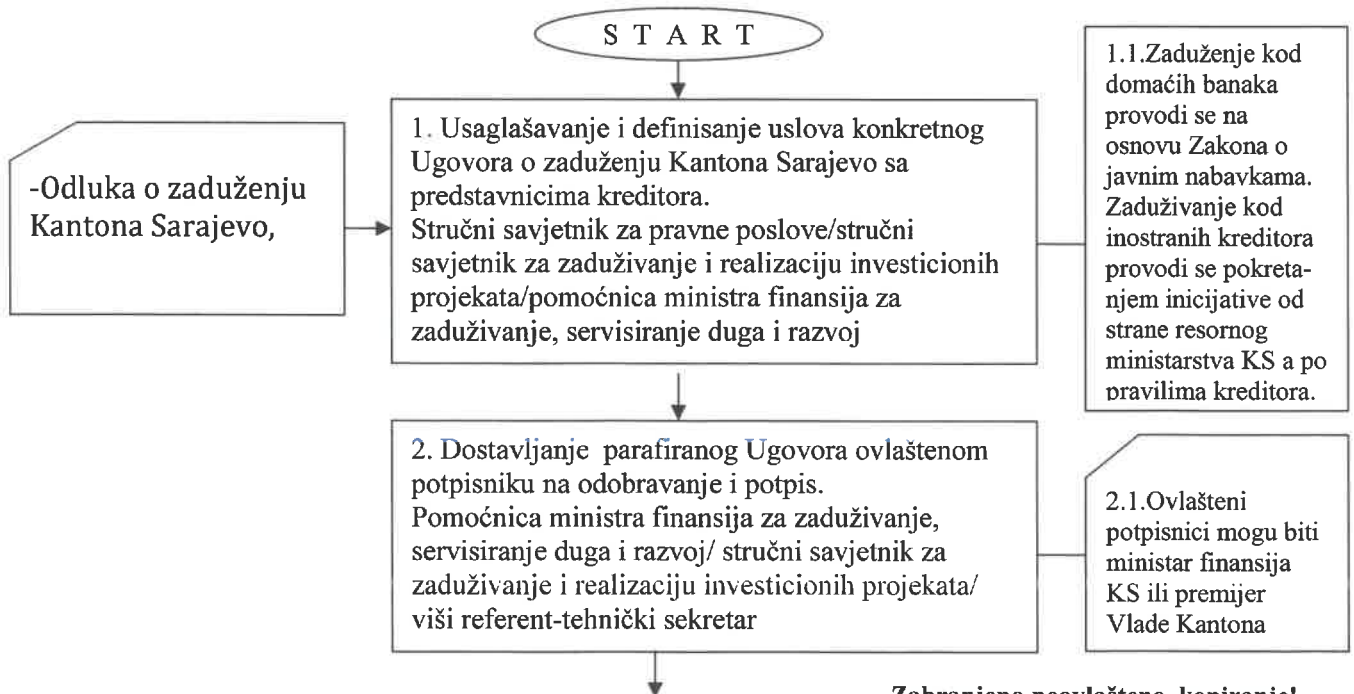 S T A R T
-Odluka o zaduženju
Kantona Sarajevo,
1. Usaglašavanje i definisanje uslova konkretnog
Ugovora o zaduženju Kantona Sarajevo sa
predstavnicima kreditora.
Stručni savjetnik za pravne poslove/stručni
savjetnik za zaduživanje i realizaciju investicionih
projekata/pomoćnica ministra finansija za
zaduživanje, servisiranje duga i razvoj
1.1.Zaduženje kod
domaćih banaka
provodi se na
osnovu Zakona o
javnim nabavkama.
Zaduživanje kod
inostranih kreditora
provodi se pokreta-
njem inicijative od
strane resornog
ministarstva KS a po
pravilima kreditora.
2. Dostavljanje parafiranog Ugovora ovlaštenom
potpisniku na odobravanje i potpis.
Pomoćnica ministra finansija za zaduživanje,
servisiranje duga i razvoj/ stručni savjetnik za
zaduživanje i realizaciju investicionih projekata/
viši referent-tehnički sekretar
2.1.Ovlašteni
potpisnici mogu biti
ministar finansija
KS ili premijer
Vlade Kantona
Zabranjeno neovlašteno kopiranje!